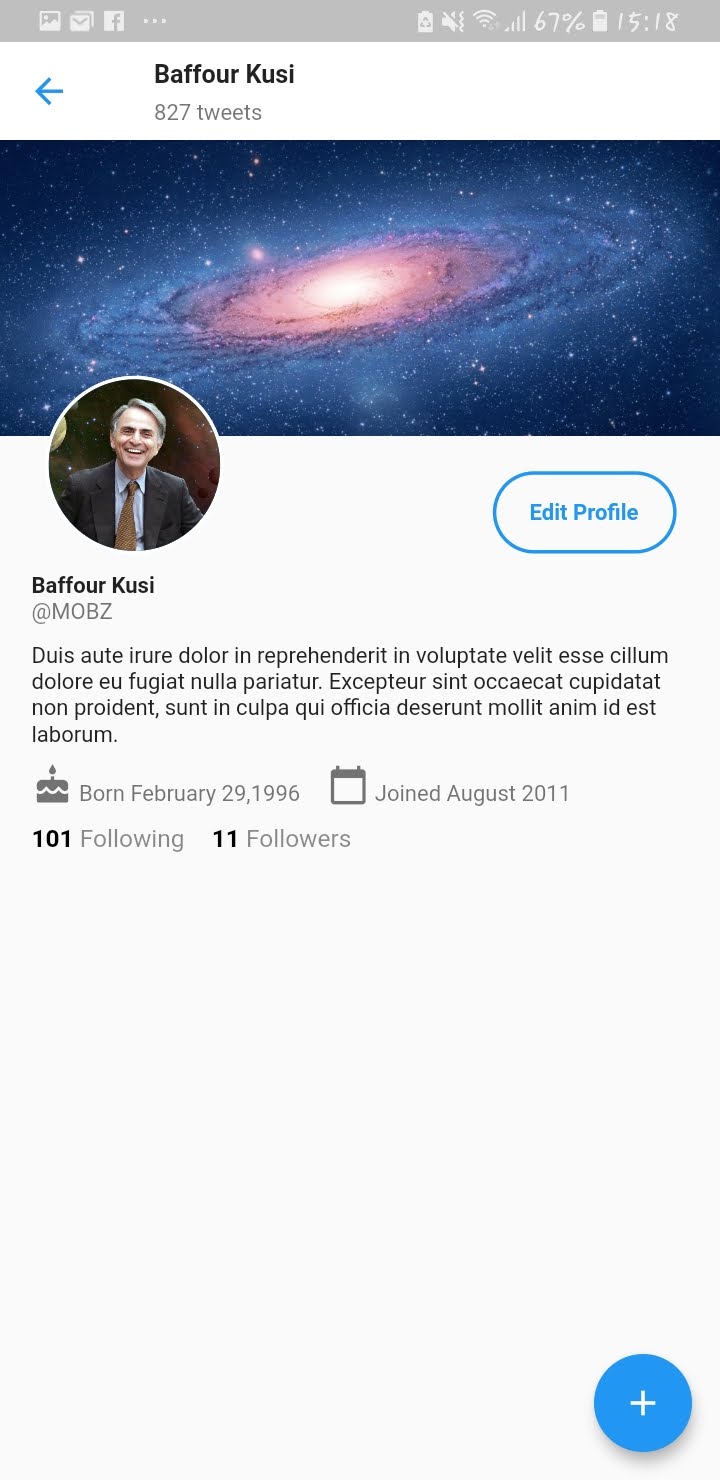 67% 15:18
Baffour Kusi
827 tweets
Edit Profile
Baffour Kusi
@MOBZ
Duis aute irure dolor in reprehenderit in voluptate velit esse cillum
dolore eu fugiat nulla pariatur. Excepteur sint occaecat cupidatat
non proident, sunt in culpa qui officia deserunt mollit anim id est
laborum.
Born February 29,1996 Joined August 2011
101 Following 11 Followers